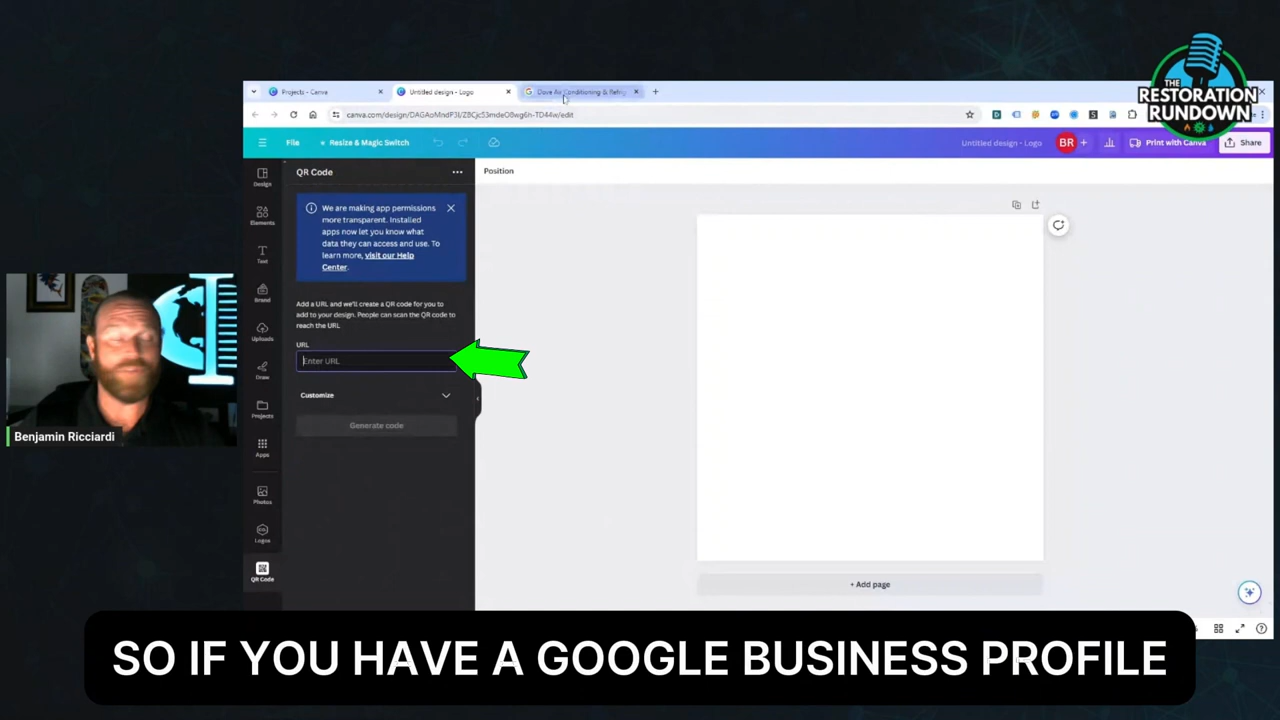 THE
RESTORATION
RUNDOWN
Projects - Canva
Untitled design - Logo
Dave Air Conditioning & Refrig
File
Resize & Magic Switch
Untitled design - Logo
BR
Print with Canva
Share
Design
Elements
Text
Brand
Uploads
Draw
Projects
Apps
Photos
Logos
QR Code
QR Code
We are making app permissions
more transparent. Installed
apps now let you know what
data they can access and use. To
learn more, visit our Help
Center.
Add a URL and we'll create a QR code for you to
add to your design. People can scan the QR code to
reach the URL
URL
Enter URL
Customize
Generate code
Position
+ Add page
Benjamin Ricciardi
SO IF YOU HAVE A GOOGLE BUSINESS PROFILE